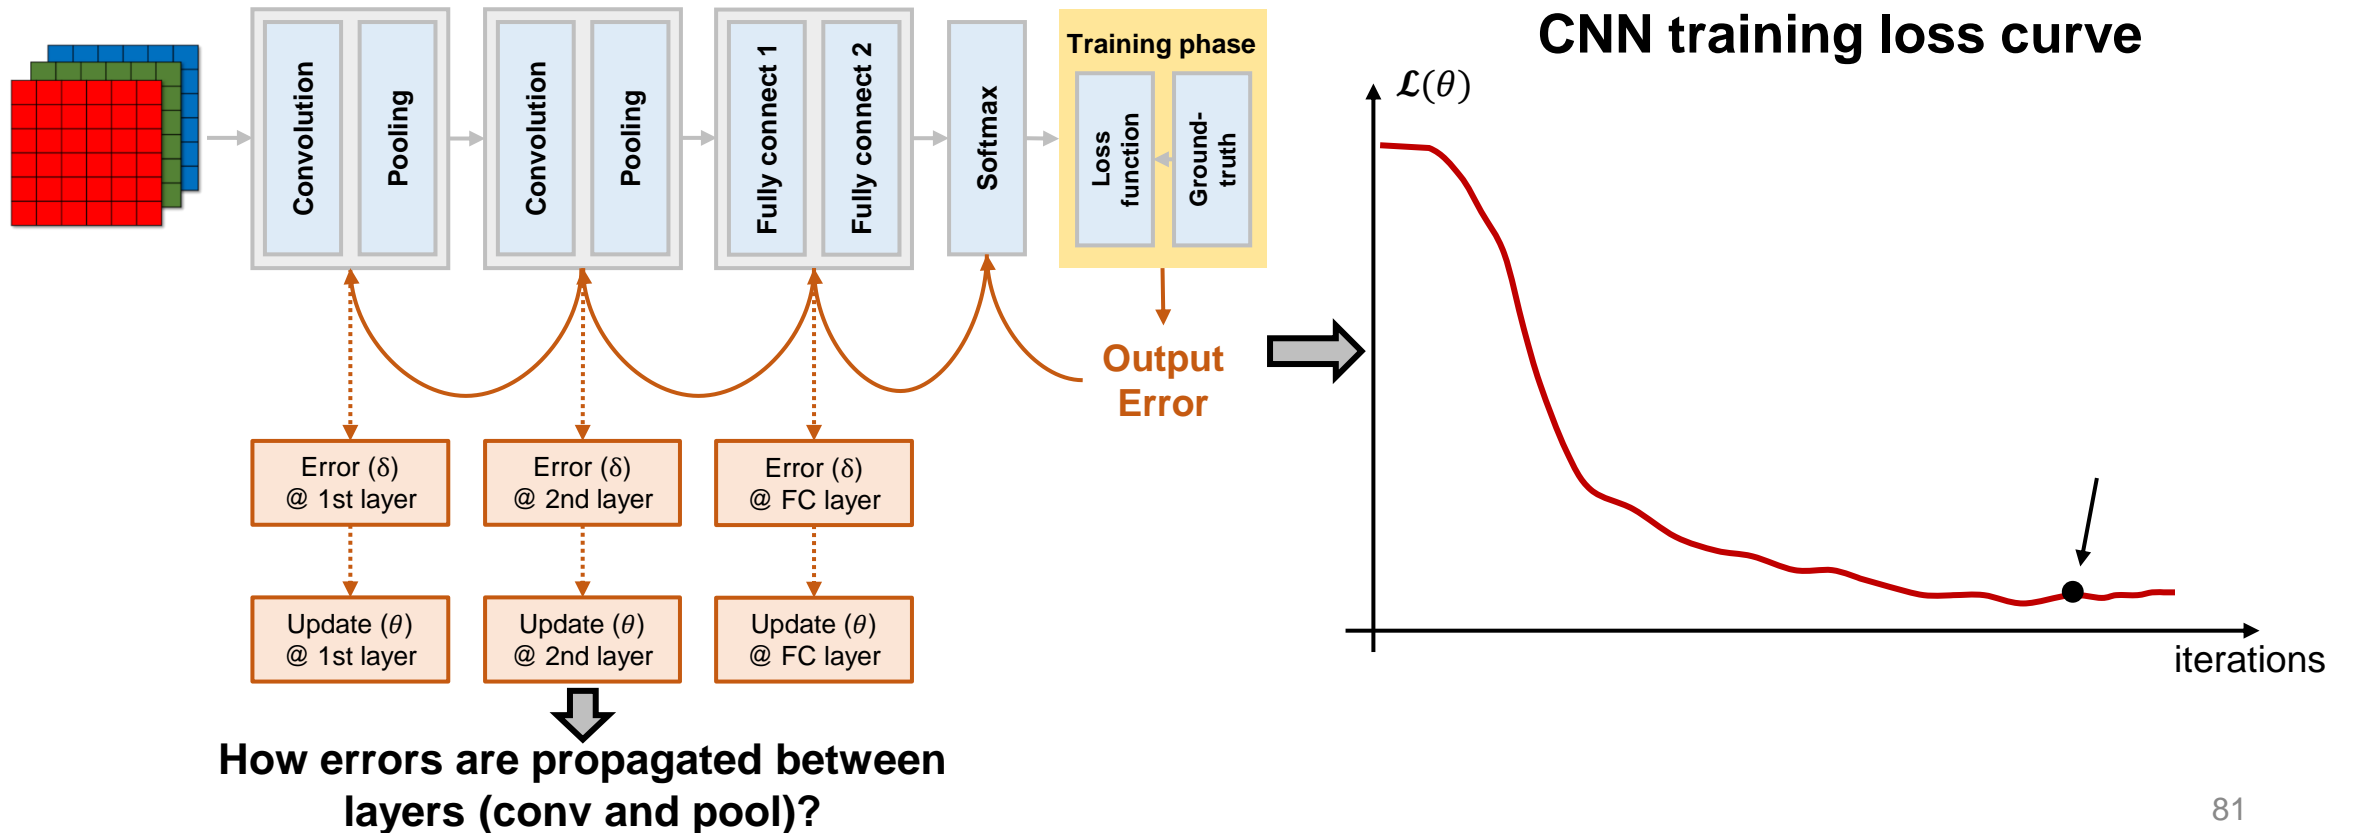 Convolution
Pooling
Convolution
Pooling
Fully connect 1
Fully connect 2
Softmax
Training phase
Loss
function
Ground-
truth
Output
Error
Error (δ)
@ 1st layer
Error (δ)
@ 2nd layer
Error (δ)
@ FC layer
Update (θ)
@ 1st layer
Update (θ)
@ 2nd layer
Update (θ)
@ FC layer
How errors are propagated between
layers (conv and pool)?
CNN training loss curve
ℒ(θ)
iterations
81